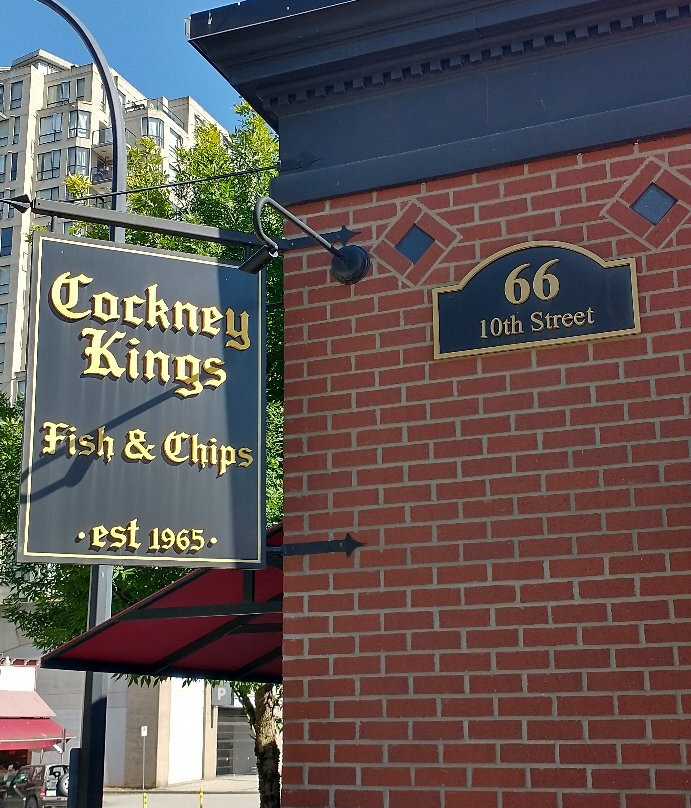 Cockney
Kings
Fish & Chips
·est 1965·
66
10th Street
P